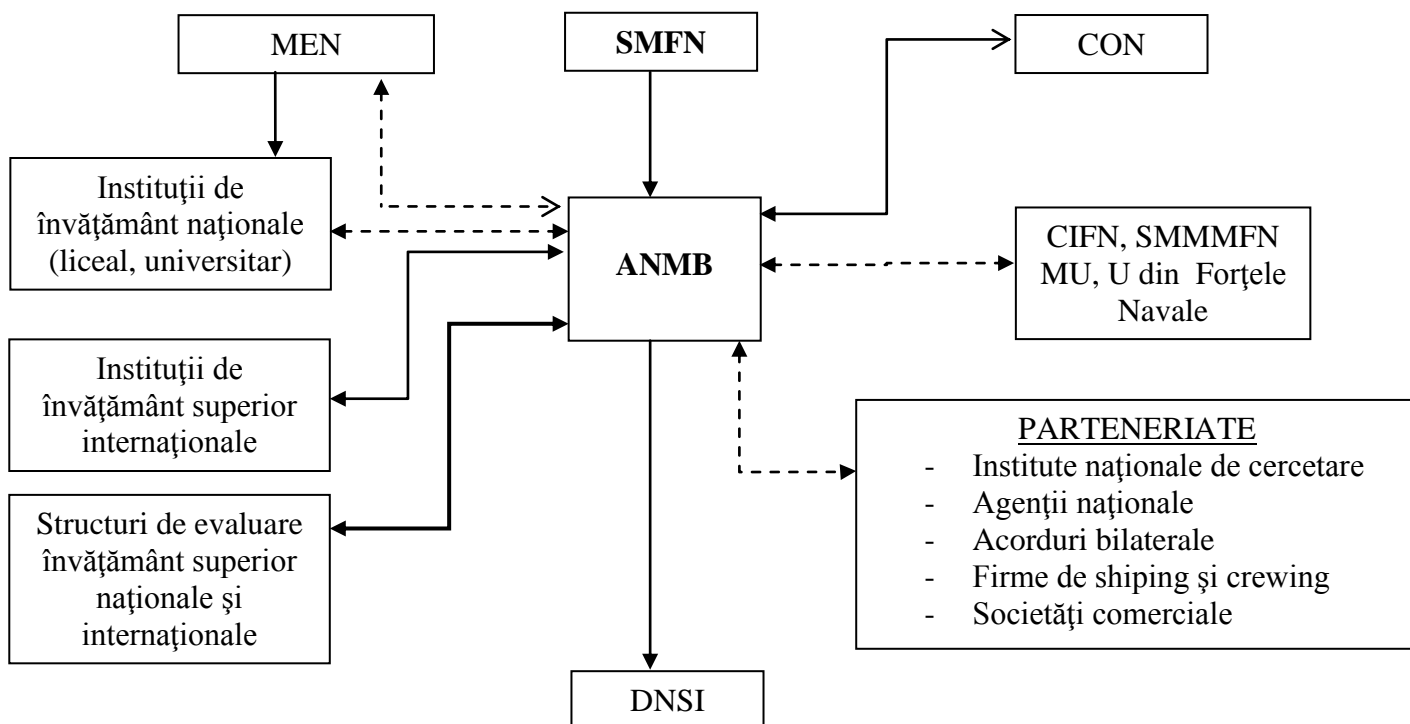 MEN
SMFN
CON
Instituţii de
învăţământ naţionale
(liceal, universitar)
ANMB
CIFN, SMMMFN
MU, U din Forţele
Navale
Instituţii de
învăţământ superior
internaţionale
PARTENERIATE
- Institute naţionale de cercetare
- Agenţii naţionale
- Acorduri bilaterale
- Firme de shiping şi crewing
- Societăţi comerciale
Structuri de evaluare
învăţământ superior
naţionale şi
internaţionale
DNSI